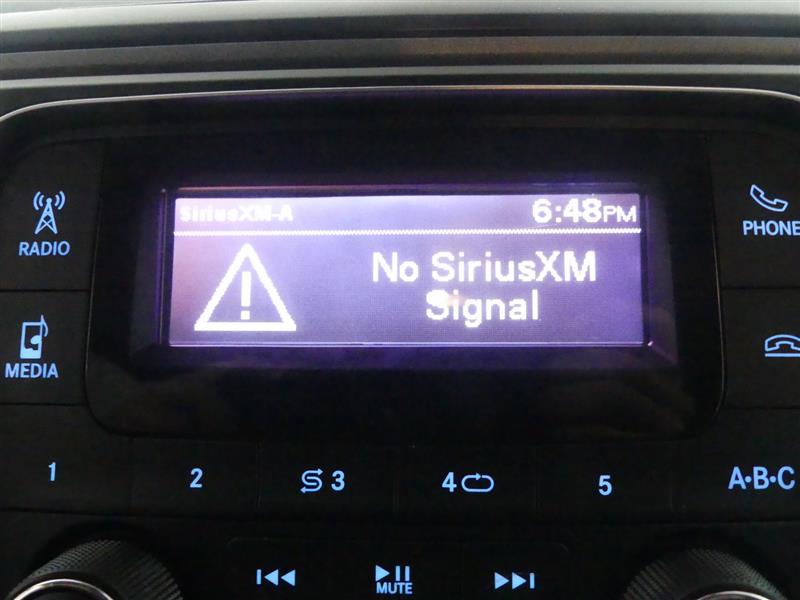 SiriusXM-A 6:48PM
No SiriusXM
Signal
RADIO
MEDIA
PHONE
1 2 3 4 5 A·B·C
MUTE